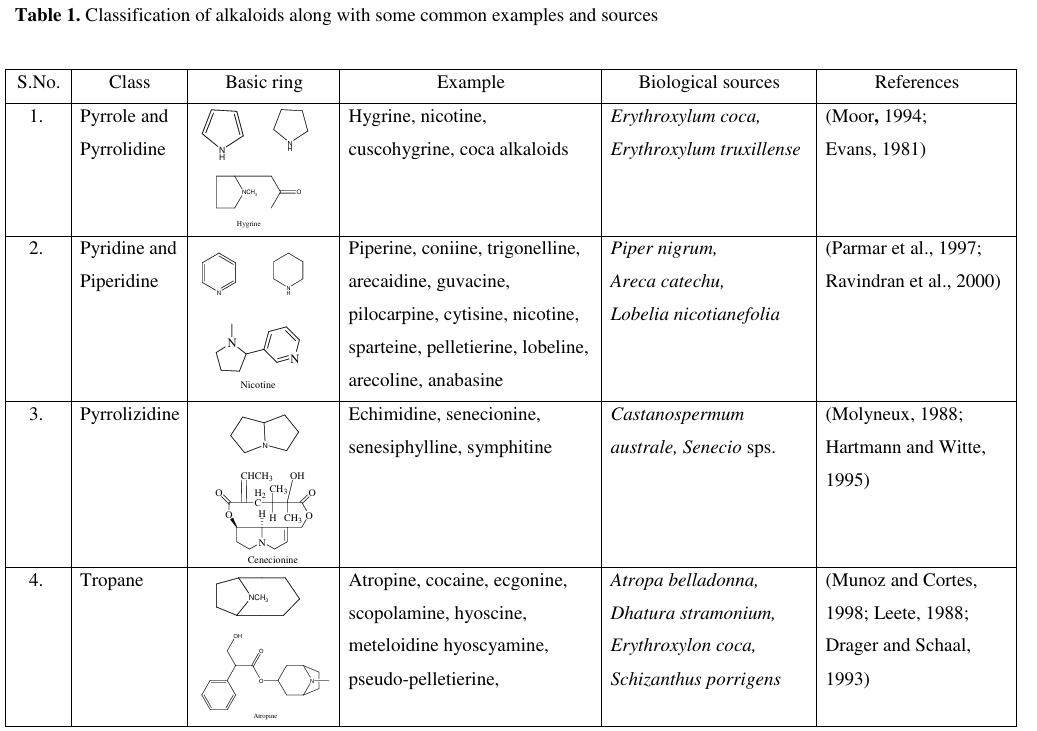 Table 1. Classification of alkaloids along with some common examples and sources
S.No. Class Basic ring Example Biological sources References
1. Pyrrole and Pyrrolidine
N
H
N
H
NCH3
O
Hygrine
Hygrine, nicotine,
cuscohygrine, coca alkaloids
Erythroxylum coca,
Erythroxylum truxillense
(Moor, 1994;
Evans, 1981)
2. Pyridine and
Piperidine
N
N
H
N
N
Nicotine
Piperine, coniine, trigonelline,
arecaidine, guvacine,
pilocarpine, cytisine, nicotine,
sparteine, pelletierine, lobeline,
arecoline, anabasine
Piper nigrum,
Areca catechu,
Lobelia nicotianefolia
(Parmar et al., 1997;
Ravindran et al., 2000)
3. Pyrrolizidine
N
CHCH3 OH
O H2 CH3 O
C
O H H CH3 O
N
Cenecionine
Echimidine, senecionine,
senesiphylline, symphitine
Castanospermum
australe, Senecio sps.
(Molyneux, 1988;
Hartmann and Witte,
1995)
4. Tropane
NCH3
OH
O
O
N
Atropine
Atropine, cocaine, ecgonine,
scopolamine, hyoscine,
meteloidine hyoscyamine,
pseudo-pelletierine,
Atropa belladonna,
Dhatura stramonium,
Erythroxylon coca,
Schizanthus porrigens
(Munoz and Cortes,
1998; Leete, 1988;
Drager and Schaal,
1993)